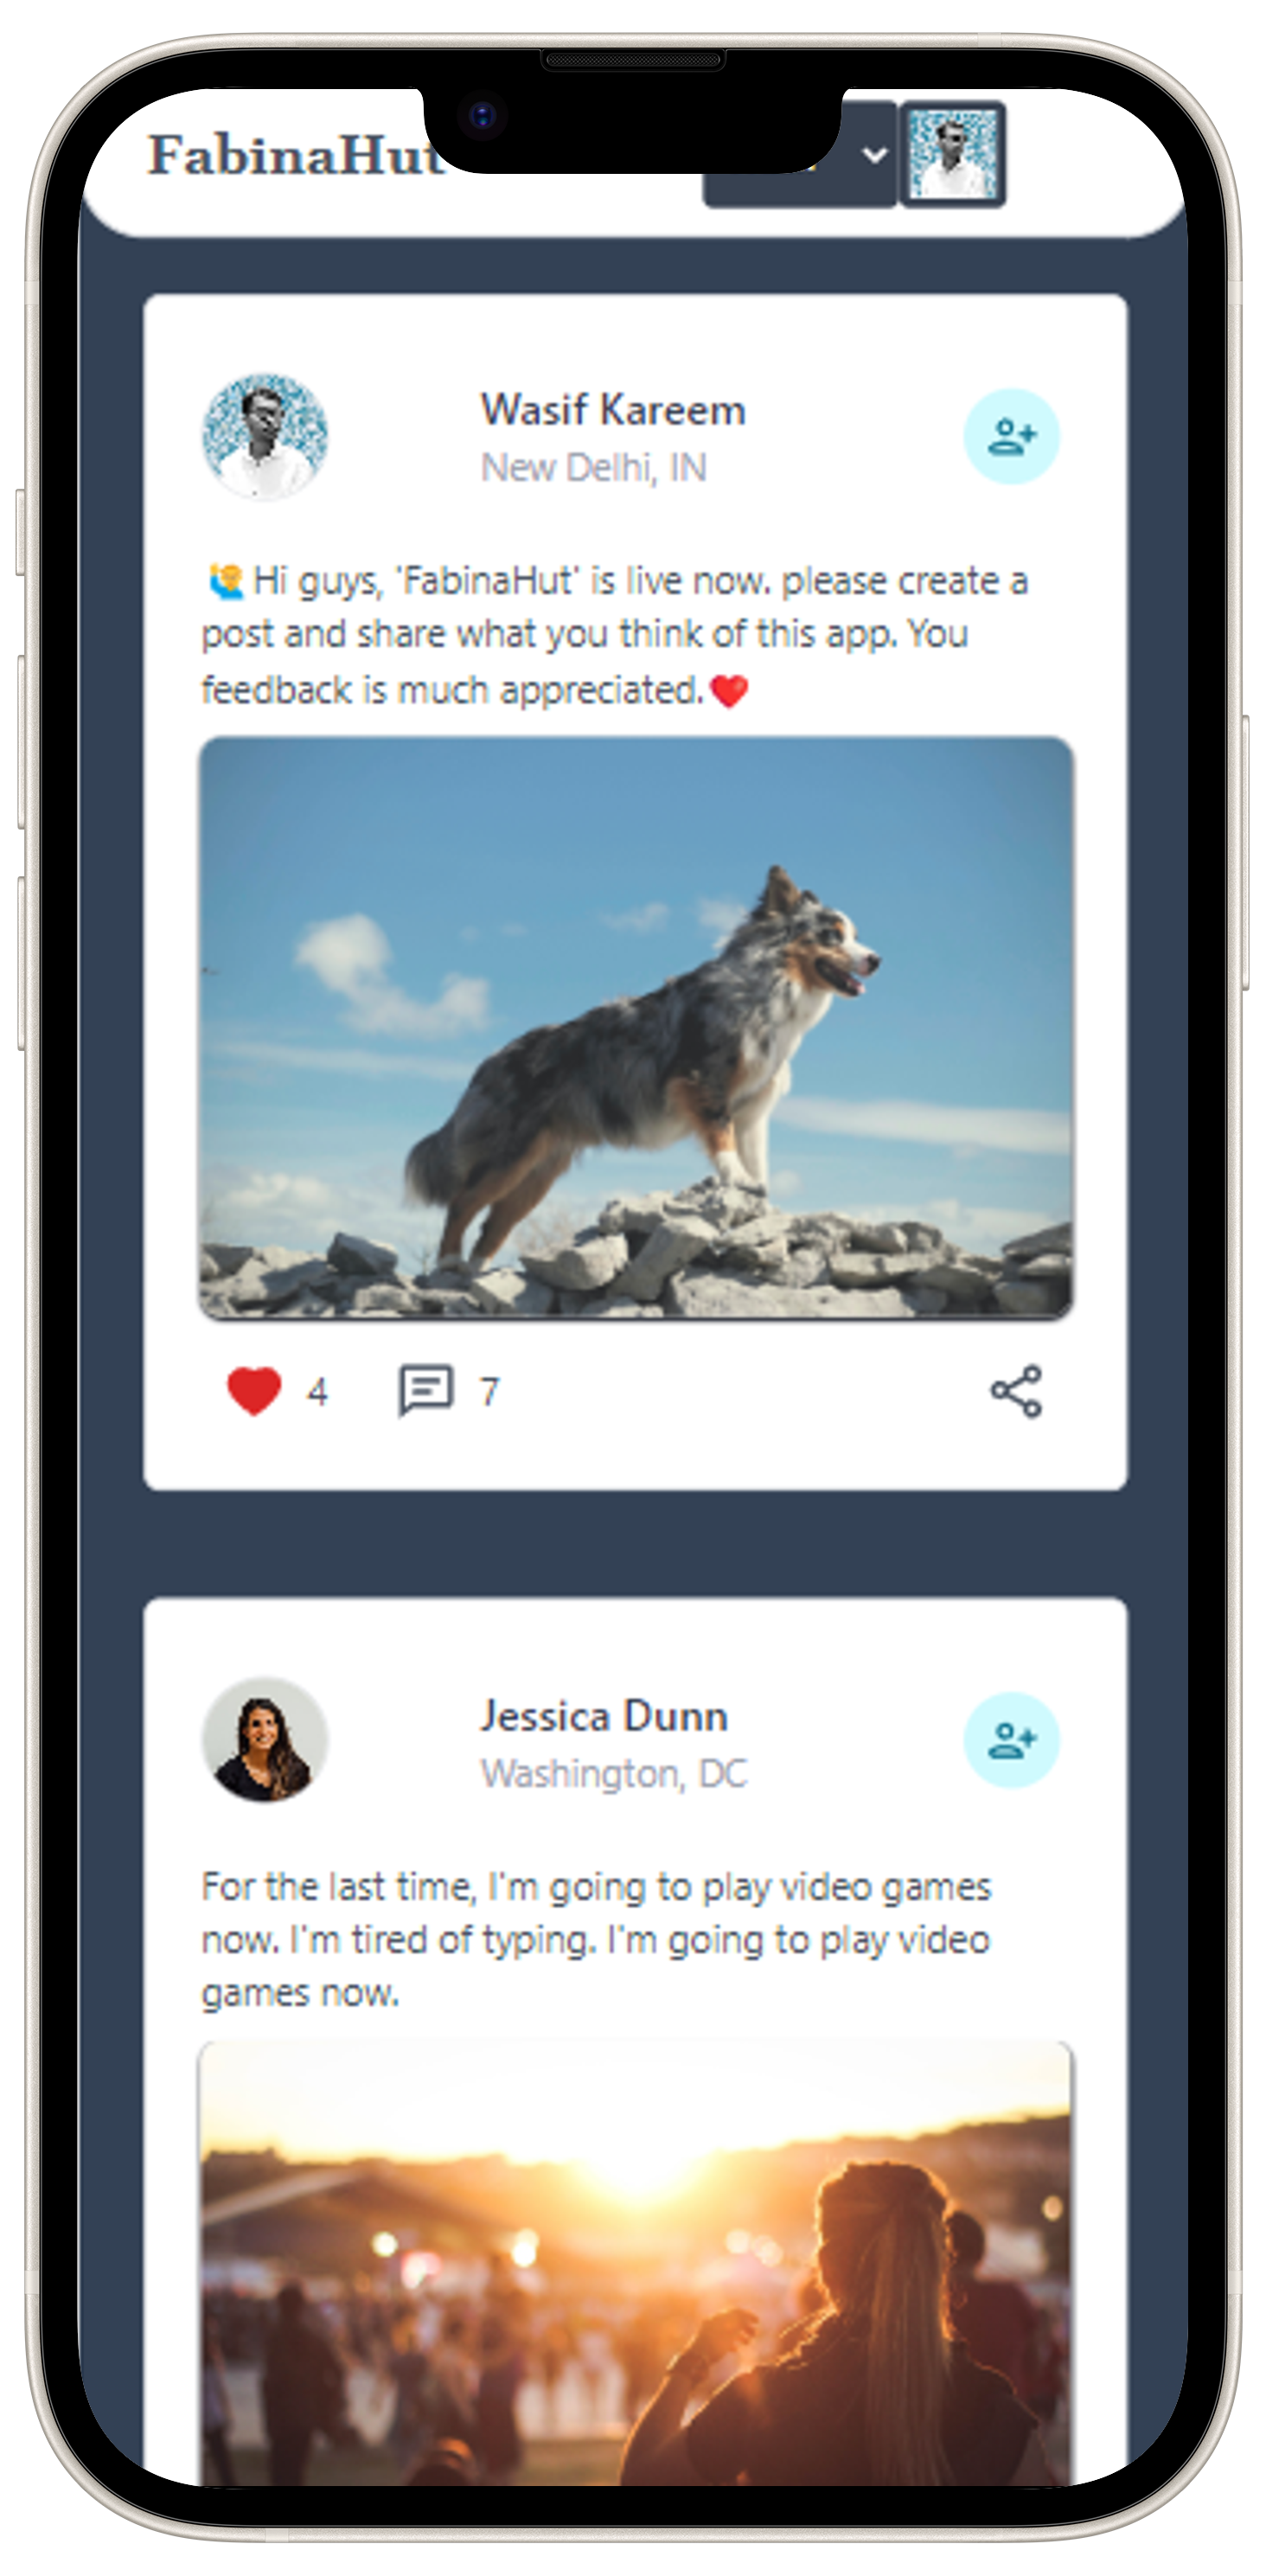 FabinaHut
Wasif Kareem
New Delhi, IN
🙋‍♂️ Hi guys, 'FabinaHut' is live now. please create a
post and share what you think of this app. You
feedback is much appreciated.❤️
4 7
Jessica Dunn
Washington, DC
For the last time, I'm going to play video games
now. I'm tired of typing. I'm going to play video
games now.